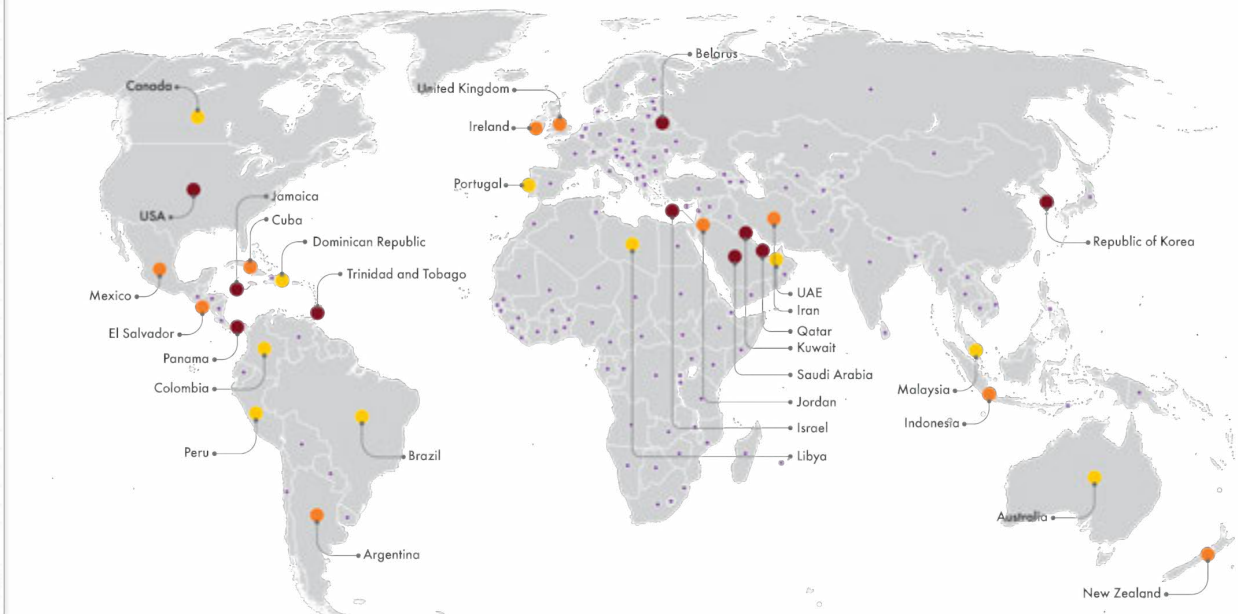 Belarus
Canada
United Kingdom
Ireland
Portugal
Jamaica
USA
Cuba
Dominican Republic
Republic of Korea
Trinidad and Tobago
Mexico
UAE
Iran
El Salvador
Qatar
Kuwait
Panama
Saudi Arabia
Colombia
Malaysia
Jordan
Indonesia
Israel
Peru
Brazil
Libya
Australia
Argentina
New Zealand